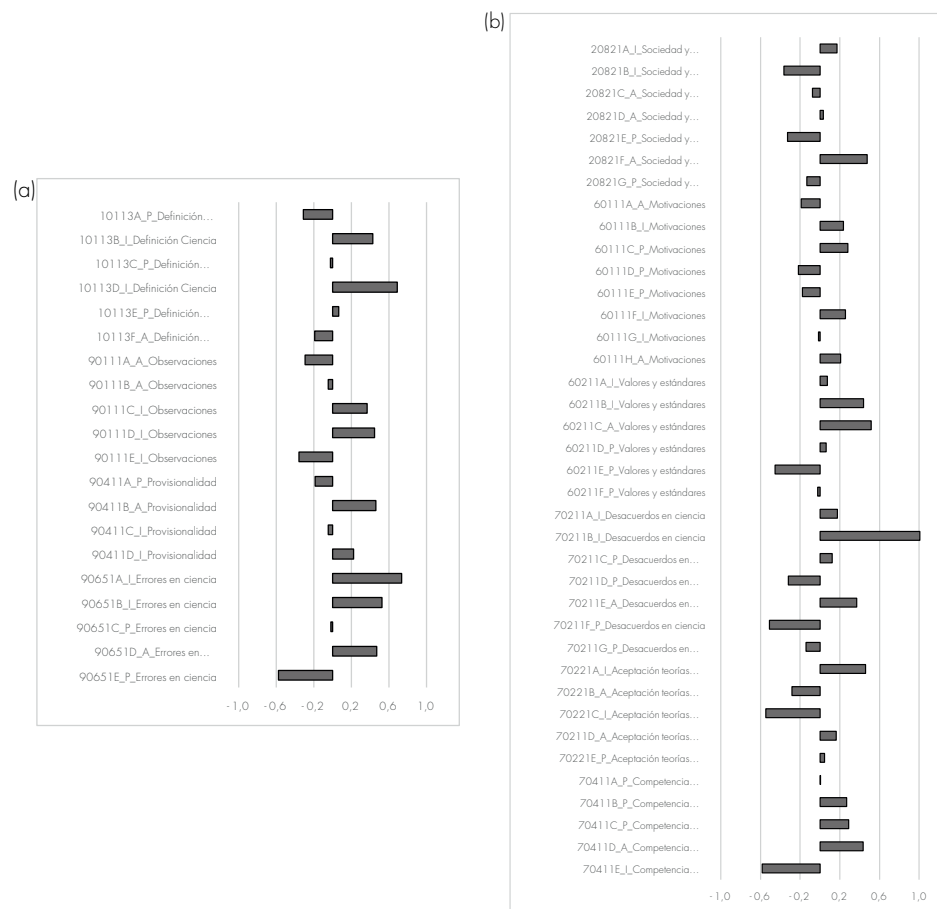 (a)
10113A_P_Definición...
10113B_I_Definición Ciencia
10113C_P_Definición...
10113D_I_Definición Ciencia
10113E_P_Definición...
10113F_A_Definición...
90111A_A_Observaciones
90111B_A_Observaciones
90111C_I_Observaciones
90111D_I_Observaciones
90111E_I_Observaciones
90411A_P_Provisionalidad
90411B_A_Provisionalidad
90411C_I_Provisionalidad
90411D_I_Provisionalidad
90651A_I_Errores en ciencia
90651B_I_Errores en ciencia
90651C_P_Errores en ciencia
90651D_A_Errores en...
90651E_P_Errores en ciencia
-1,0 -0,6 -0,2 0,2 0,6 1,0
(b)
20821A_I_Sociedad y...
20821B_I_Sociedad y...
20821C_A_Sociedad y...
20821D_A_Sociedad y...
20821E_P_Sociedad y...
20821F_A_Sociedad y...
20821G_P_Sociedad y...
60111A_A_Motivaciones
60111B_I_Motivaciones
60111C_P_Motivaciones
60111D_P_Motivaciones
60111E_P_Motivaciones
60111F_I_Motivaciones
60111G_I_Motivaciones
60111H_A_Motivaciones
60211A_I_Valores y estándares
60211B_I_Valores y estándares
60211C_A_Valores y estándares
60211D_P_Valores y estándares
60211E_P_Valores y estándares
60211F_P_Valores y estándares
70211A_I_Desacuerdos en ciencia
70211B_I_Desacuerdos en ciencia
70211C_P_Desacuerdos en...
70211D_P_Desacuerdos en...
70211E_A_Desacuerdos en...
70211F_P_Desacuerdos en ciencia
70211G_P_Desacuerdos en...
70221A_I_Aceptación teorías...
70221B_A_Aceptación teorías...
70221C_I_Aceptación teorías...
70211D_A_Aceptación teorías...
70221E_P_Aceptación teorías...
70411A_P_Competencia...
70411B_P_Competencia...
70411C_P_Competencia...
70411D_A_Competencia...
70411E_I_Competencia...
-1,0 -0,6 -0,2 0,2 0,6 1,0